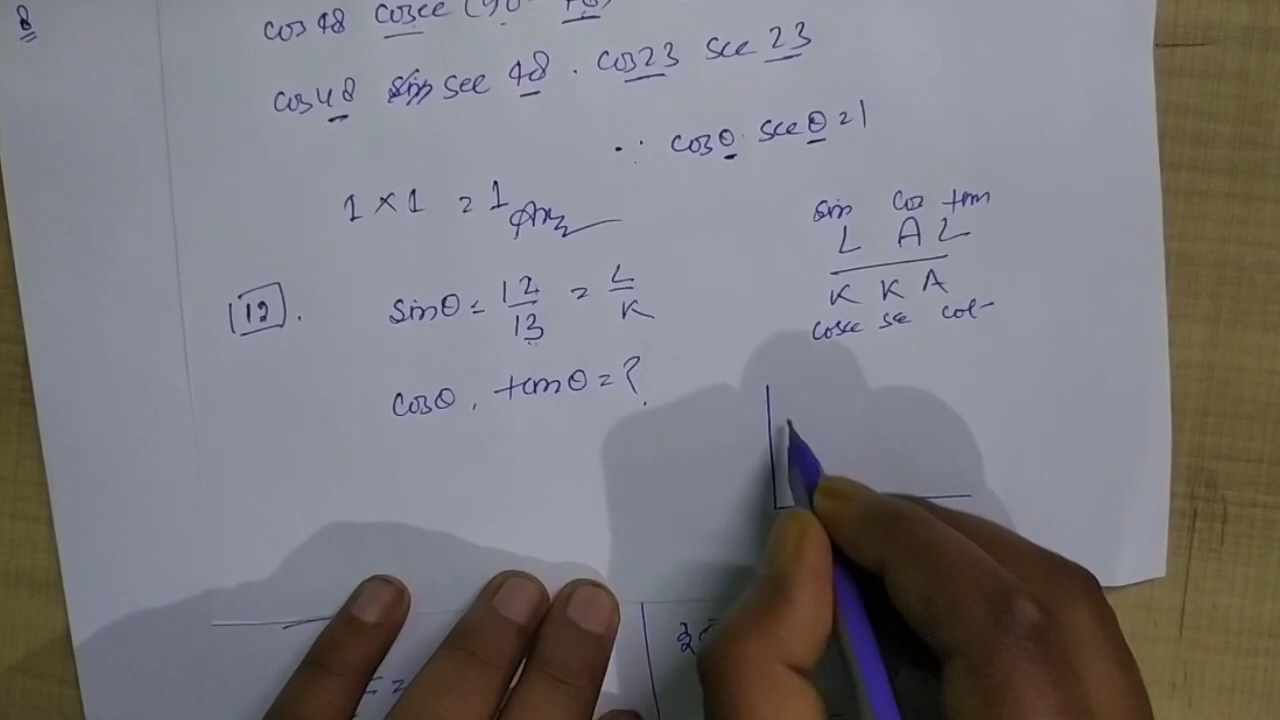 8
cos 48 cosec (90
cos 48 sec 48 . cos 23 sec 23
∵ cosθ . secθ = 1
1 × 1 = 1 Ans
sin cos tan
L A L
K K A
cosec sec cot
12. sinθ = 12/13 = L/K
cosθ, tanθ = ?